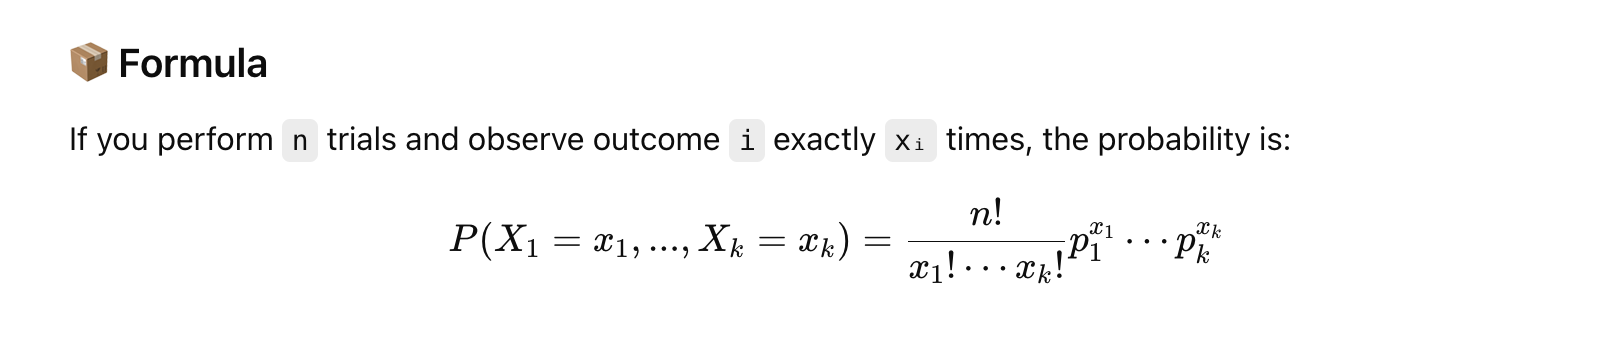 📦 Formula
If you perform n trials and observe outcome i exactly xᵢ times, the probability is:
P(X₁ = x₁, ..., Xₖ = xₖ) = \frac{n!}{x₁! ⋯ xₖ!} p₁^{x₁} ⋯ pₖ^{xₖ}